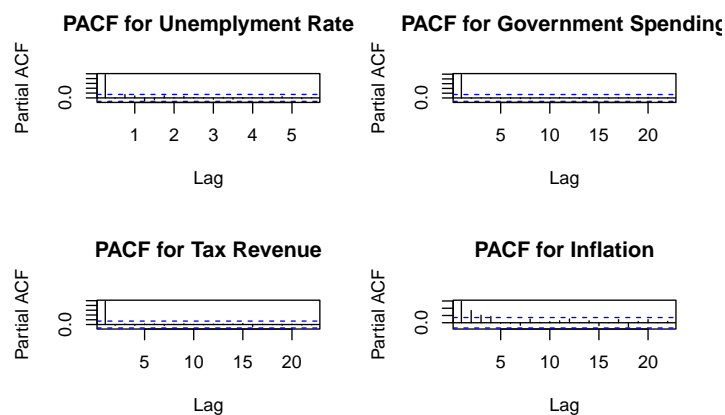 PACF for Unemplyment Rate
Partial ACF
0.0
1 2 3 4 5
Lag
PACF for Government Spending
Partial ACF
0.0
5 10 15 20
Lag
PACF for Tax Revenue
Partial ACF
0.0
5 10 15 20
Lag
PACF for Inflation
Partial ACF
0.0
5 10 15 20
Lag